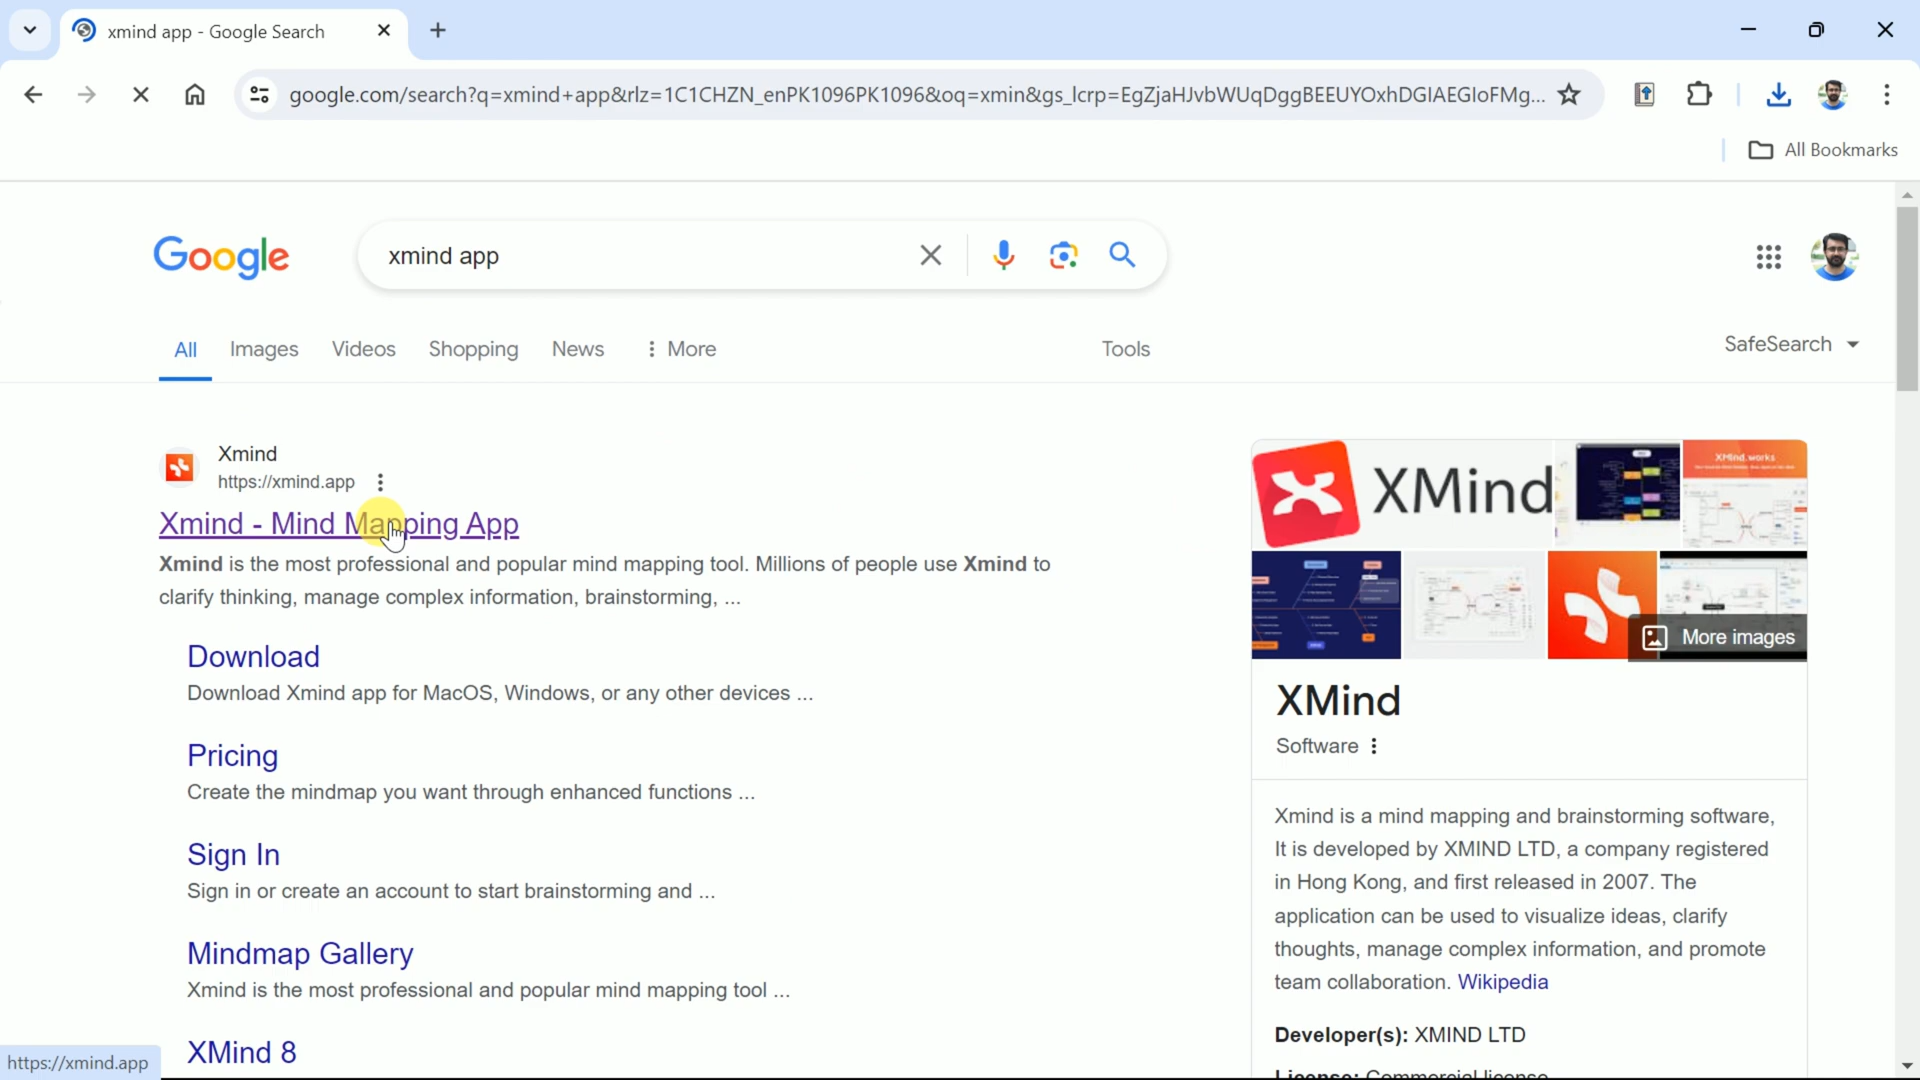 xmind app - Google Search
google.com/search?q=xmind+app&rlz=1C1CHZN_enPK1096PK1096&oq=xmin&gs_lcrp=EgZjaHJvbWUqDggBEEUYOxhDGIAEGIoFMg...
All Bookmarks
Google
xmind app
All
Images
Videos
Shopping
News
More
Tools
SafeSearch
Xmind
https://xmind.app
Xmind - Mind Mapping App
Xmind is the most professional and popular mind mapping tool. Millions of people use Xmind to
clarify thinking, manage complex information, brainstorming, ...
Download
Download Xmind app for MacOS, Windows, or any other devices ...
Pricing
Create the mindmap you want through enhanced functions ...
Sign In
Sign in or create an account to start brainstorming and ...
Mindmap Gallery
Xmind is the most professional and popular mind mapping tool ...
XMind 8
https://xmind.app
XMind
XMind.works
More images
XMind
Software
Xmind is a mind mapping and brainstorming software,
It is developed by XMIND LTD, a company registered
in Hong Kong, and first released in 2007. The
application can be used to visualize ideas, clarify
thoughts, manage complex information, and promote
team collaboration. Wikipedia
Developer(s): XMIND LTD
License: Commercial license